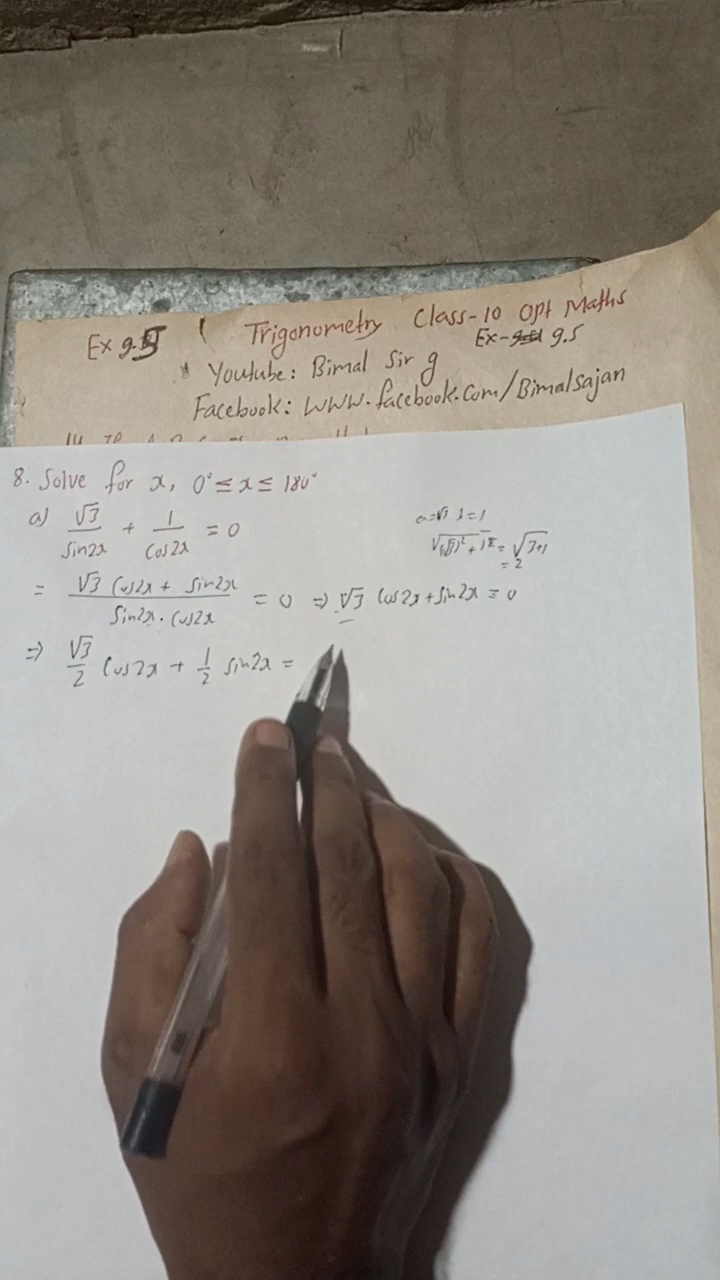 Ex 9.5 ( Trigonometry Class-10 Opt Maths
Ex- 9.5
Youtube: Bimal Sir g
Facebook: www.facebook.com/Bimalsajan
8. Solve for x, 0° ≤ x ≤ 180°
a) √3/sin2x + 1/cos2x = 0
a=√3
√(√3)²+1² = √3+1
= 2
= (√3 cos2x + sin2x)/(sin2x . cos2x) = 0 ⇒ √3 cos2x + sin2x = 0
⇒ √3/2 cos2x + 1/2 sin2x =